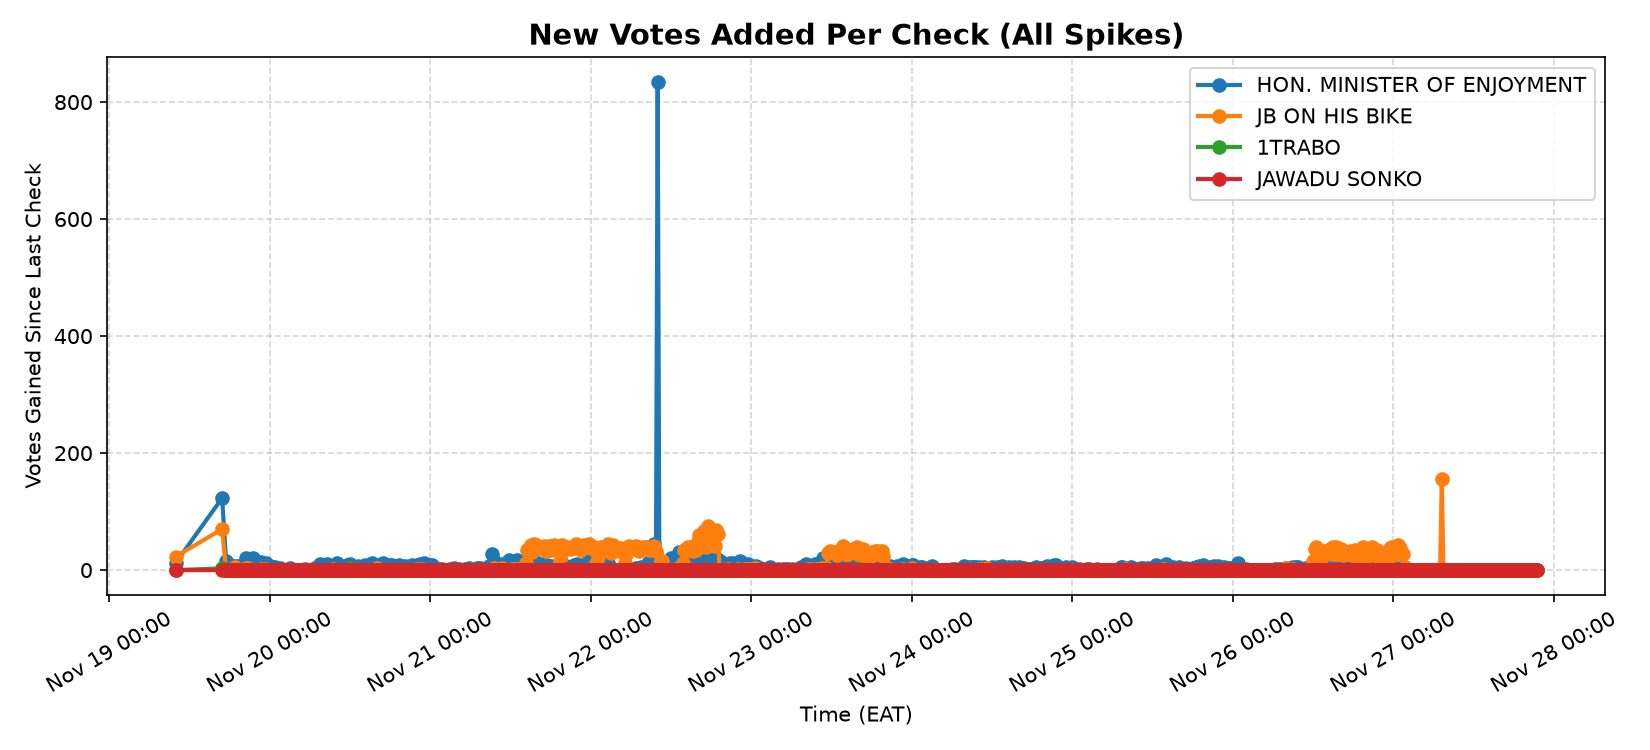 New Votes Added Per Check (All Spikes)
HON. MINISTER OF ENJOYMENT
JB ON HIS BIKE
1TRABO
JAWADU SONKO
Votes Gained Since Last Check
800
600
400
200
0
Nov 19 00:00
Nov 20 00:00
Nov 21 00:00
Nov 22 00:00
Nov 23 00:00
Nov 24 00:00
Nov 25 00:00
Nov 26 00:00
Nov 27 00:00
Nov 28 00:00
Time (EAT)